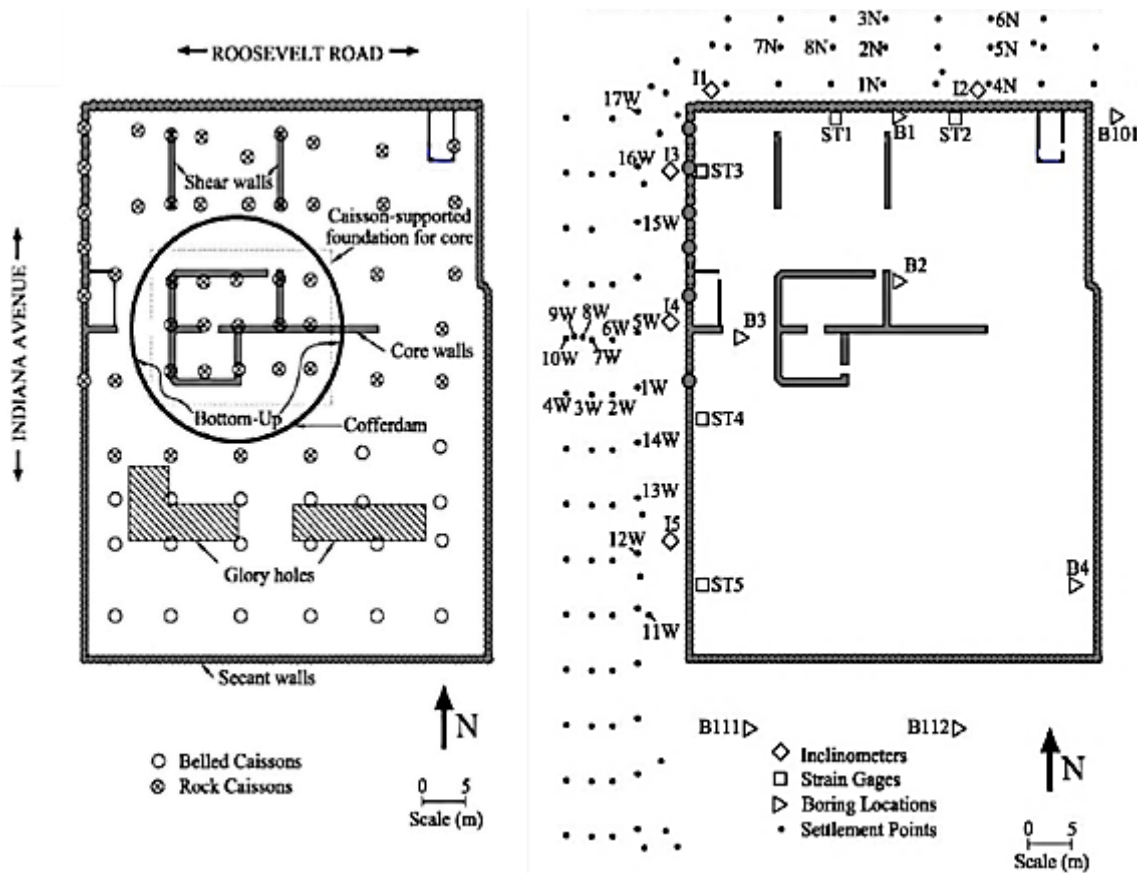 ROOSEVELT ROAD
INDIANA AVENUE
Shear walls
Caisson-supported
foundation for core
Core walls
Bottom-Up
Cofferdam
Glory holes
Secant walls
N
Belled Caissons
Rock Caissons
0 5
Scale (m)
3N 6N
7N 8N 2N 5N
I1 1N I2 4N
17W
ST1 B1 ST2 B101
16W I3 ST3
15W
B2
I4
9W 8W 6W 5W B3
10W 7W
1W
4W 3W 2W
ST4
14W
13W
I5
12W
B4
ST5
11W
B111 B112
N
Inclinometers
Strain Gages
Boring Locations
Settlement Points
0 5
Scale (m)